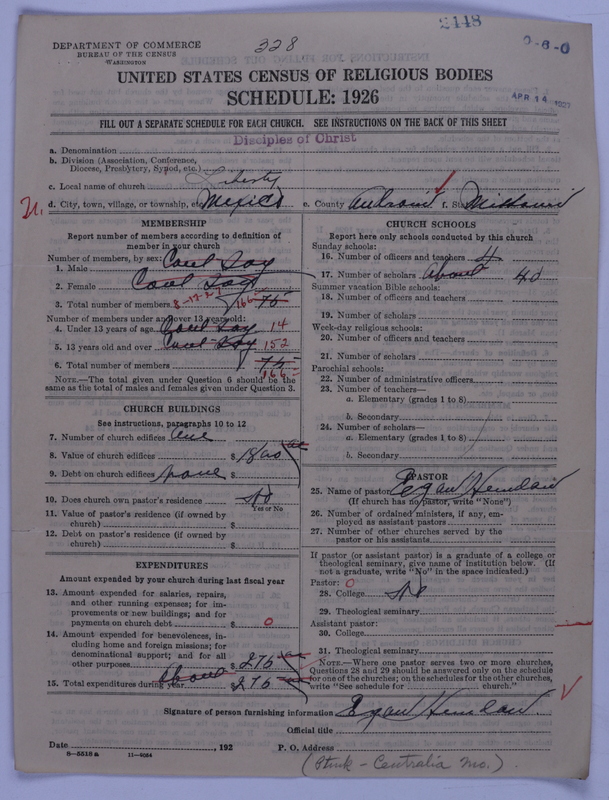 2448
328
0-6-0
DEPARTMENT OF COMMERCE
BUREAU OF THE CENSUS
WASHINGTON
UNITED STATES CENSUS OF RELIGIOUS BODIES
SCHEDULE: 1926
APR 14 1927
FILL OUT A SEPARATE SCHEDULE FOR EACH CHURCH. SEE INSTRUCTIONS ON THE BACK OF THIS SHEET
Disciples of Christ
a. Denomination
b. Division (Association, Conference,
Diocese, Presbytery, Synod, etc.)
c. Local name of church Liberty
d. City, town, village, or township, etc. Mexico e. County Audrain f. State Missouri
MEMBERSHIP
Report number of members according to definition of
member in your church
Number of members, by sex:
1. Male Cant Say
2. Female Cant Say
3. Total number of members 8-19-27 166 75
Number of members under and over 13 years old:
4. Under 13 years of age Cant Say 14
5. 13 years old and over Cant Say 152
6. Total number of members 75
166
NOTE.—The total given under Question 6 should be the
same as the total of males and females given under Question 3.
CHURCH BUILDINGS
See instructions, paragraphs 10 to 12
7. Number of church edifices one
8. Value of church edifices $ 1800
9. Debt on church edifices none $
10. Does church own pastor's residence No
Yes or No
11. Value of pastor's residence (if owned by
church) $
12. Debt on pastor's residence (if owned by
church) $
EXPENDITURES
Amount expended by your church during last fiscal year
13. Amount expended for salaries, repairs,
and other running expenses; for im-
provements or new buildings; and for
payments on church debt $ 0
14. Amount expended for benevolences, in-
cluding home and foreign missions; for
denominational support; and for all
other purposes $ 275
15. Total expenditures during year about $ 275
CHURCH SCHOOLS
Report here only schools conducted by this church
Sunday schools:
16. Number of officers and teachers 4
17. Number of scholars About 40
Summer vacation Bible schools:
18. Number of officers and teachers
19. Number of scholars
Week-day religious schools:
20. Number of officers and teachers
21. Number of scholars
Parochial schools:
22. Number of administrative officers
23. Number of teachers—
a. Elementary (grades 1 to 8)
b. Secondary
24. Number of scholars—
a. Elementary (grades 1 to 8)
b. Secondary
PASTOR
25. Name of pastor Egan
(If church has no pastor, write "None")
26. Number of ordained ministers, if any, em-
ployed as assistant pastors
27. Number of other churches served by the
pastor or his assistants
If pastor (or assistant pastor) is a graduate of a college or
theological seminary, give name of institution below. (If
not a graduate, write "No" in the space indicated.)
Pastor: 0
28. College No
29. Theological seminary
Assistant pastor:
30. College
31. Theological seminary
NOTE.—Where one pastor serves two or more churches,
Questions 28 and 29 should be answered only on the schedule
for one of the churches; on the schedules for the other churches,
write "See schedule for church."
Signature of person furnishing information Egan
Official title
Date , 192 P. O. Address
8-5518 a 11-4084
- Centralia Mo.)